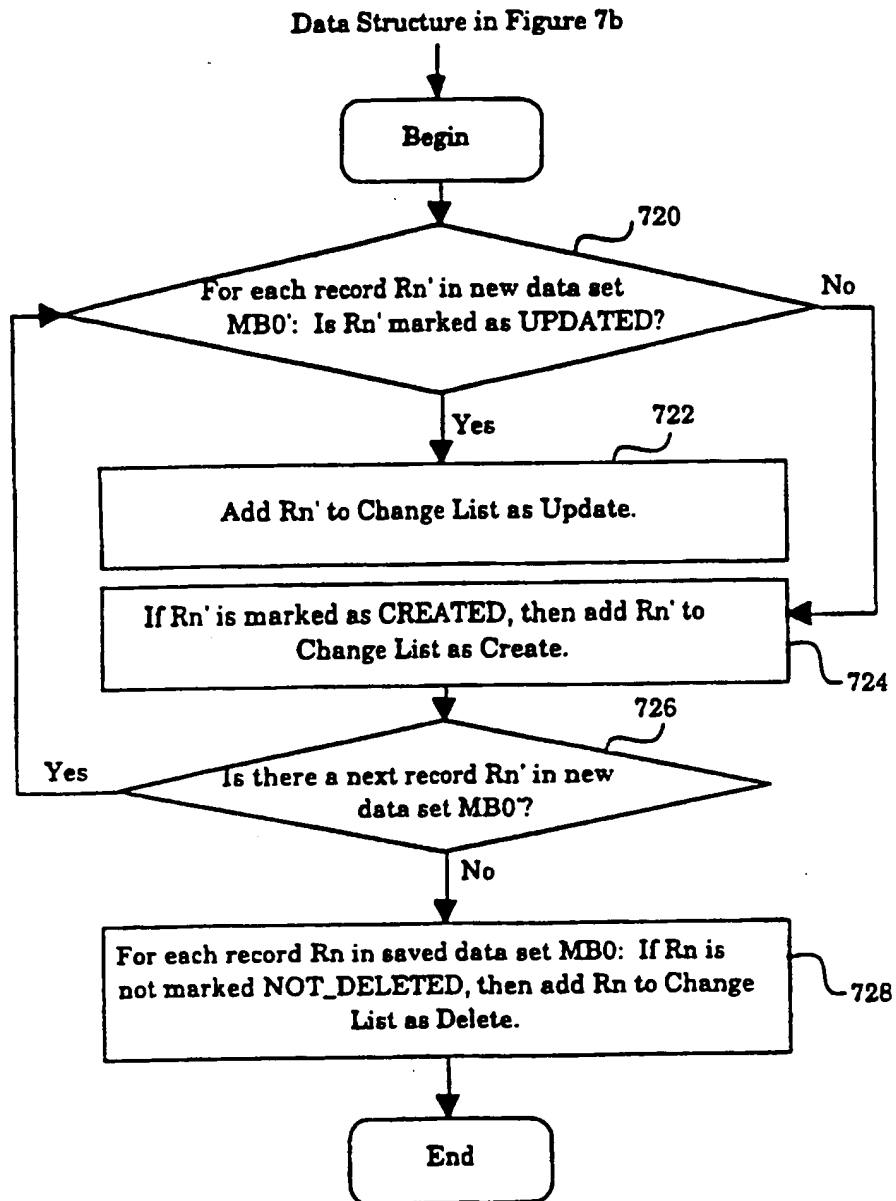 Data Structure in Figure 7b
Begin
720
For each record Rn' in new data set
MB0': Is Rn' marked as UPDATED?
No
Yes
722
Add Rn' to Change List as Update.
If Rn' is marked as CREATED, then add Rn' to
Change List as Create.
724
726
Yes
Is there a next record Rn' in new
data set MB0'?
No
For each record Rn in saved data set MB0: If Rn is
not marked NOT_DELETED, then add Rn to Change
List as Delete.
728
End